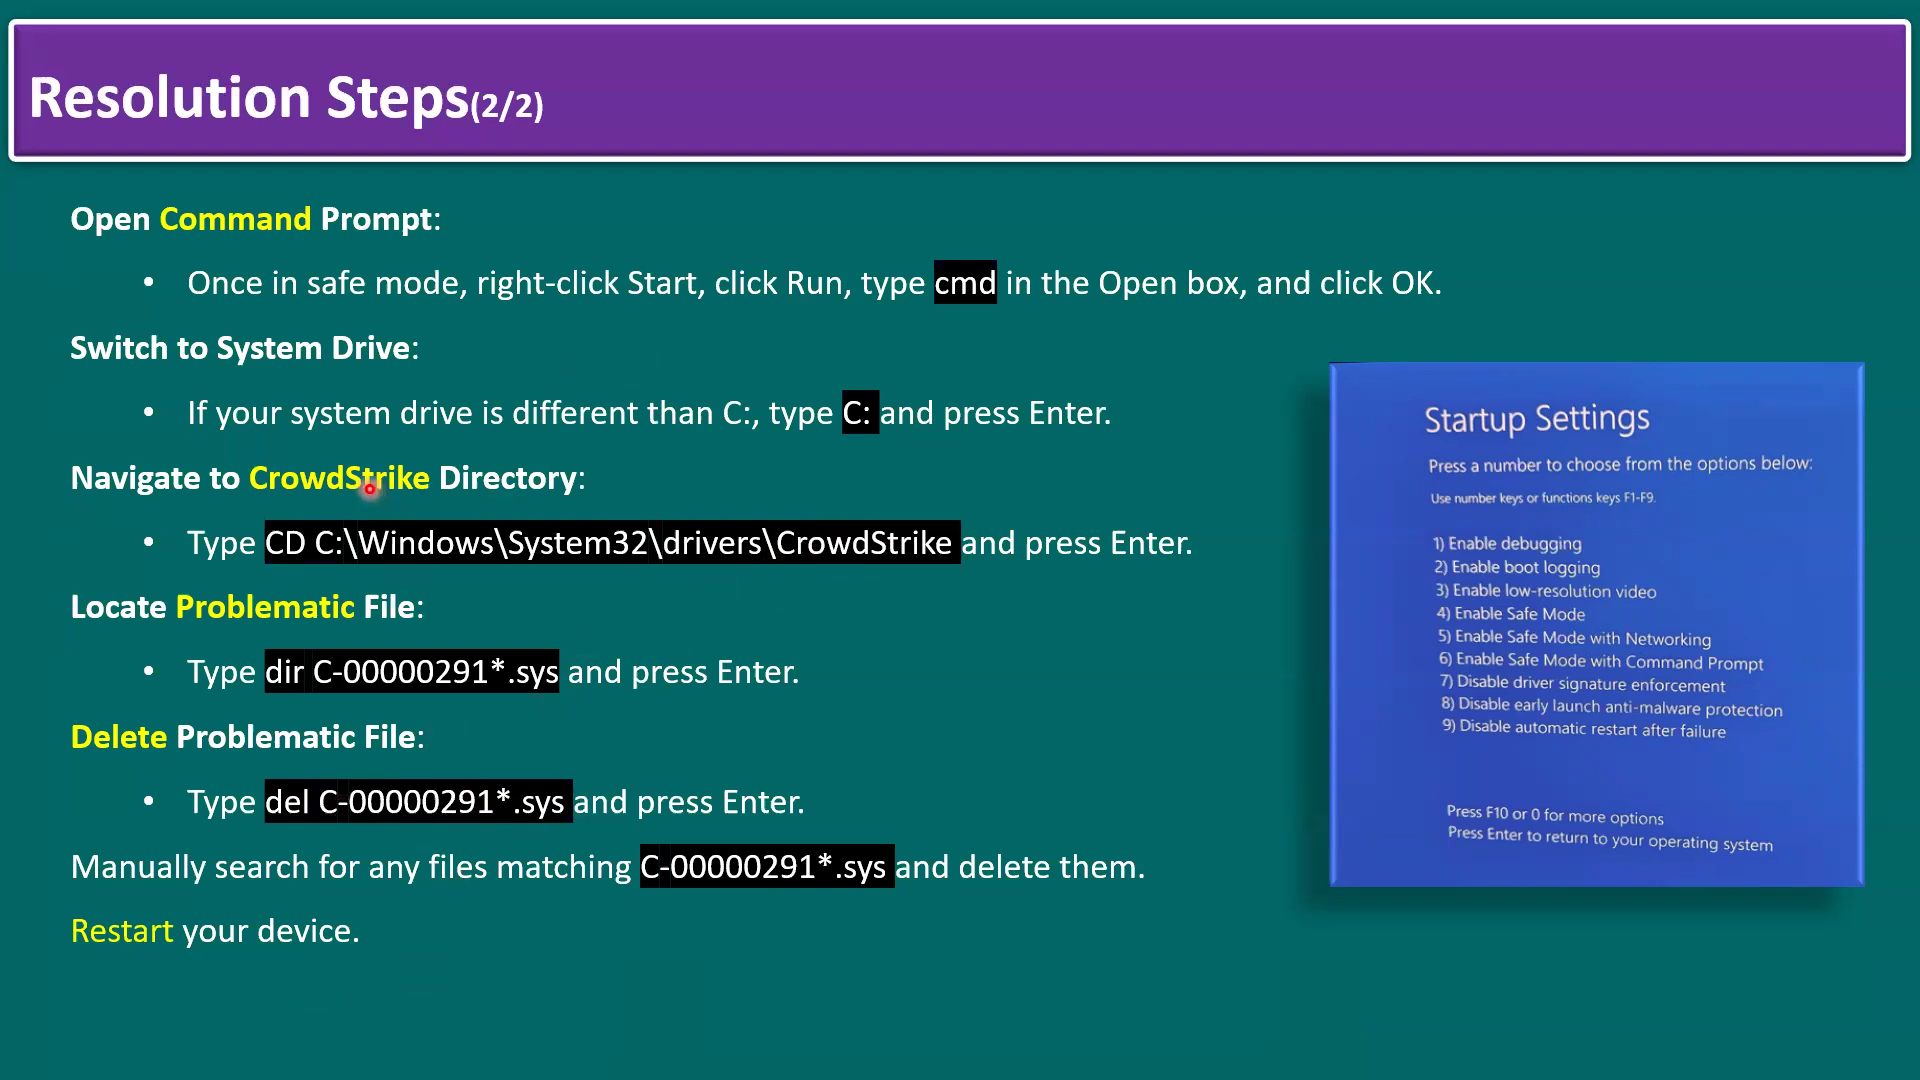 Resolution Steps(2/2)
Open Command Prompt:
• Once in safe mode, right-click Start, click Run, type cmd in the Open box, and click OK.
Switch to System Drive:
• If your system drive is different than C:, type C: and press Enter.
Navigate to CrowdStrike Directory:
• Type CD C:\Windows\System32\drivers\CrowdStrike and press Enter.
Locate Problematic File:
• Type dir C-00000291*.sys and press Enter.
Delete Problematic File:
• Type del C-00000291*.sys and press Enter.
Manually search for any files matching C-00000291*.sys and delete them.
Restart your device.
Startup Settings
Press a number to choose from the options below:
Use number keys or functions keys F1-F9.
1) Enable debugging
2) Enable boot logging
3) Enable low-resolution video
4) Enable Safe Mode
5) Enable Safe Mode with Networking
6) Enable Safe Mode with Command Prompt
7) Disable driver signature enforcement
8) Disable early launch anti-malware protection
9) Disable automatic restart after failure
Press F10 or 0 for more options
Press Enter to return to your operating system